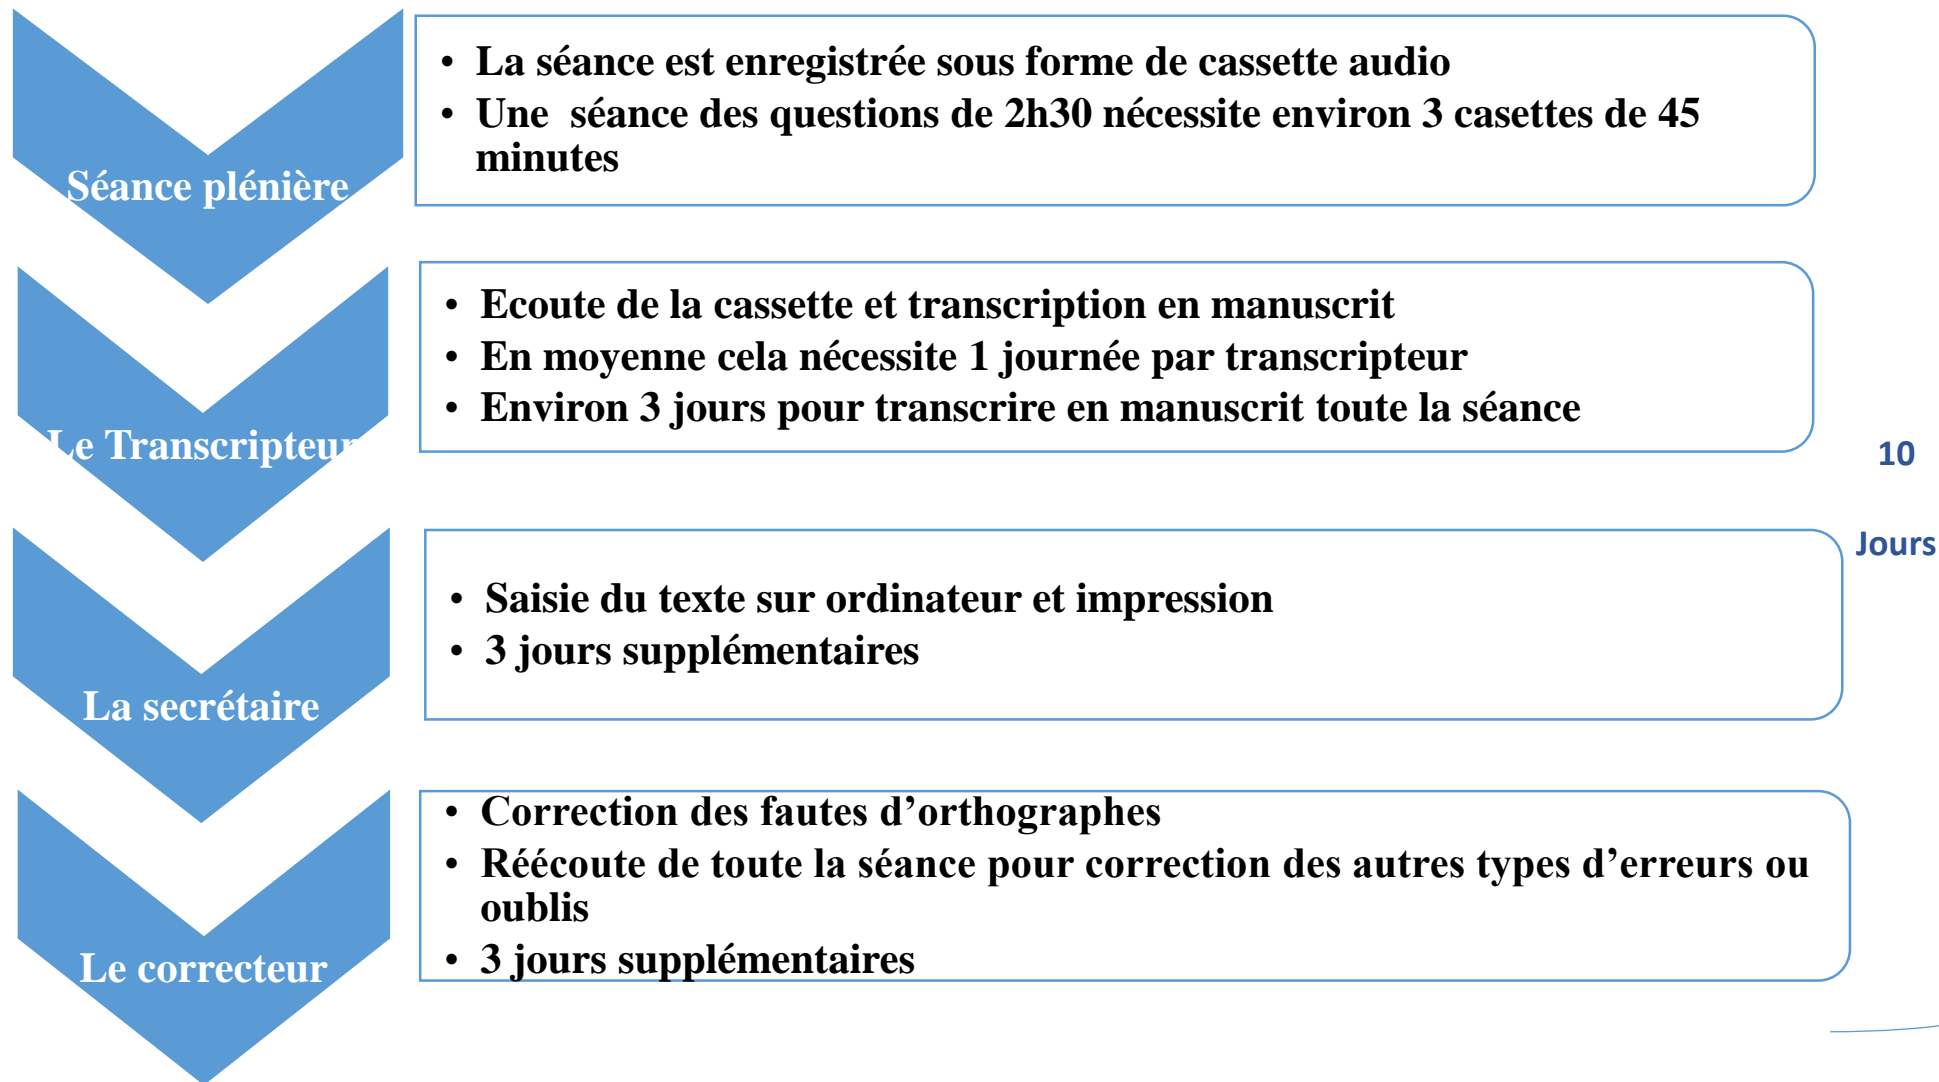 Séance plénière
• La séance est enregistrée sous forme de cassette audio
• Une séance des questions de 2h30 nécessite environ 3 casettes de 45
minutes
Le Transcripteur
• Ecoute de la cassette et transcription en manuscrit
• En moyenne cela nécessite 1 journée par transcripteur
• Environ 3 jours pour transcrire en manuscrit toute la séance
La secrétaire
• Saisie du texte sur ordinateur et impression
• 3 jours supplémentaires
Le correcteur
• Correction des fautes d’orthographes
• Réécoute de toute la séance pour correction des autres types d’erreurs ou
oublis
• 3 jours supplémentaires
10
Jours